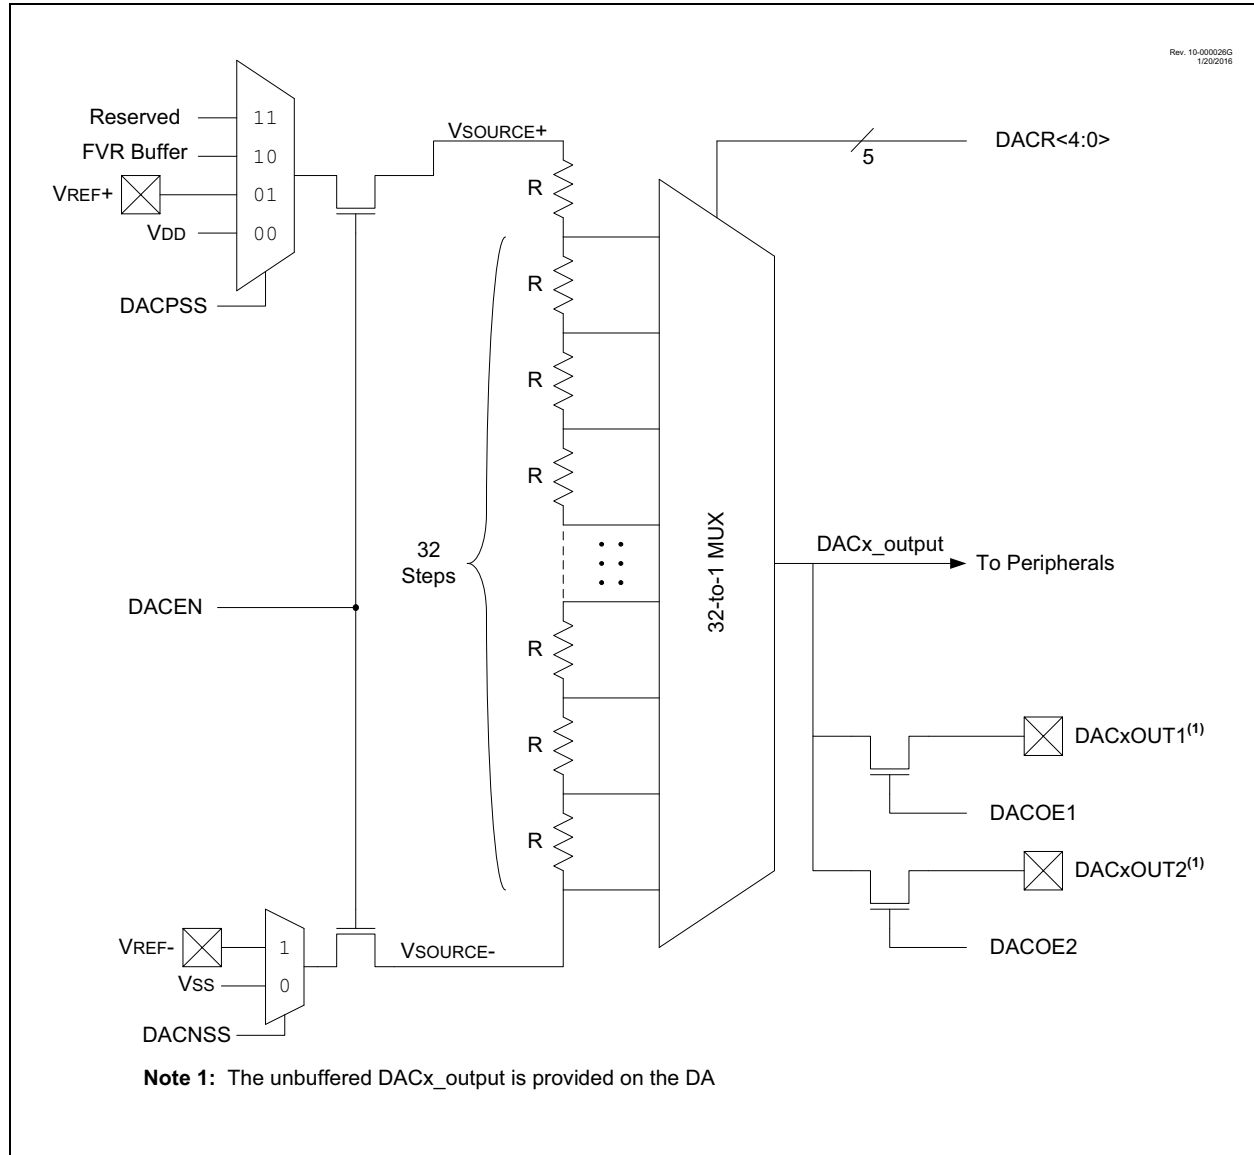 Rev. 10-000026G
1/20/2016
Reserved
11
FVR Buffer
10
VREF+
01
VDD
00
DACPSS
VSOURCE+
DACR<4:0>
5
R
R
R
R
32
Steps
32-to-1 MUX
DACx_output
To Peripherals
DACEN
R
R
R
DACxOUT1(1)
DACOE1
DACxOUT2(1)
DACOE2
VREF-
1
VSS
0
VSOURCE-
DACNSS
Note 1: The unbuffered DACx_output is provided on the DA